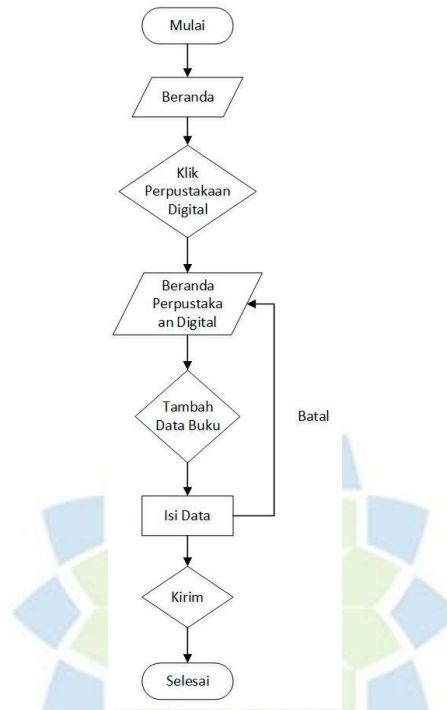 Mulai
Beranda
Klik
Perpustakaan
Digital
Beranda
Perpustaka
an Digital
Tambah
Data Buku
Batal
Isi Data
Kirim
Selesai